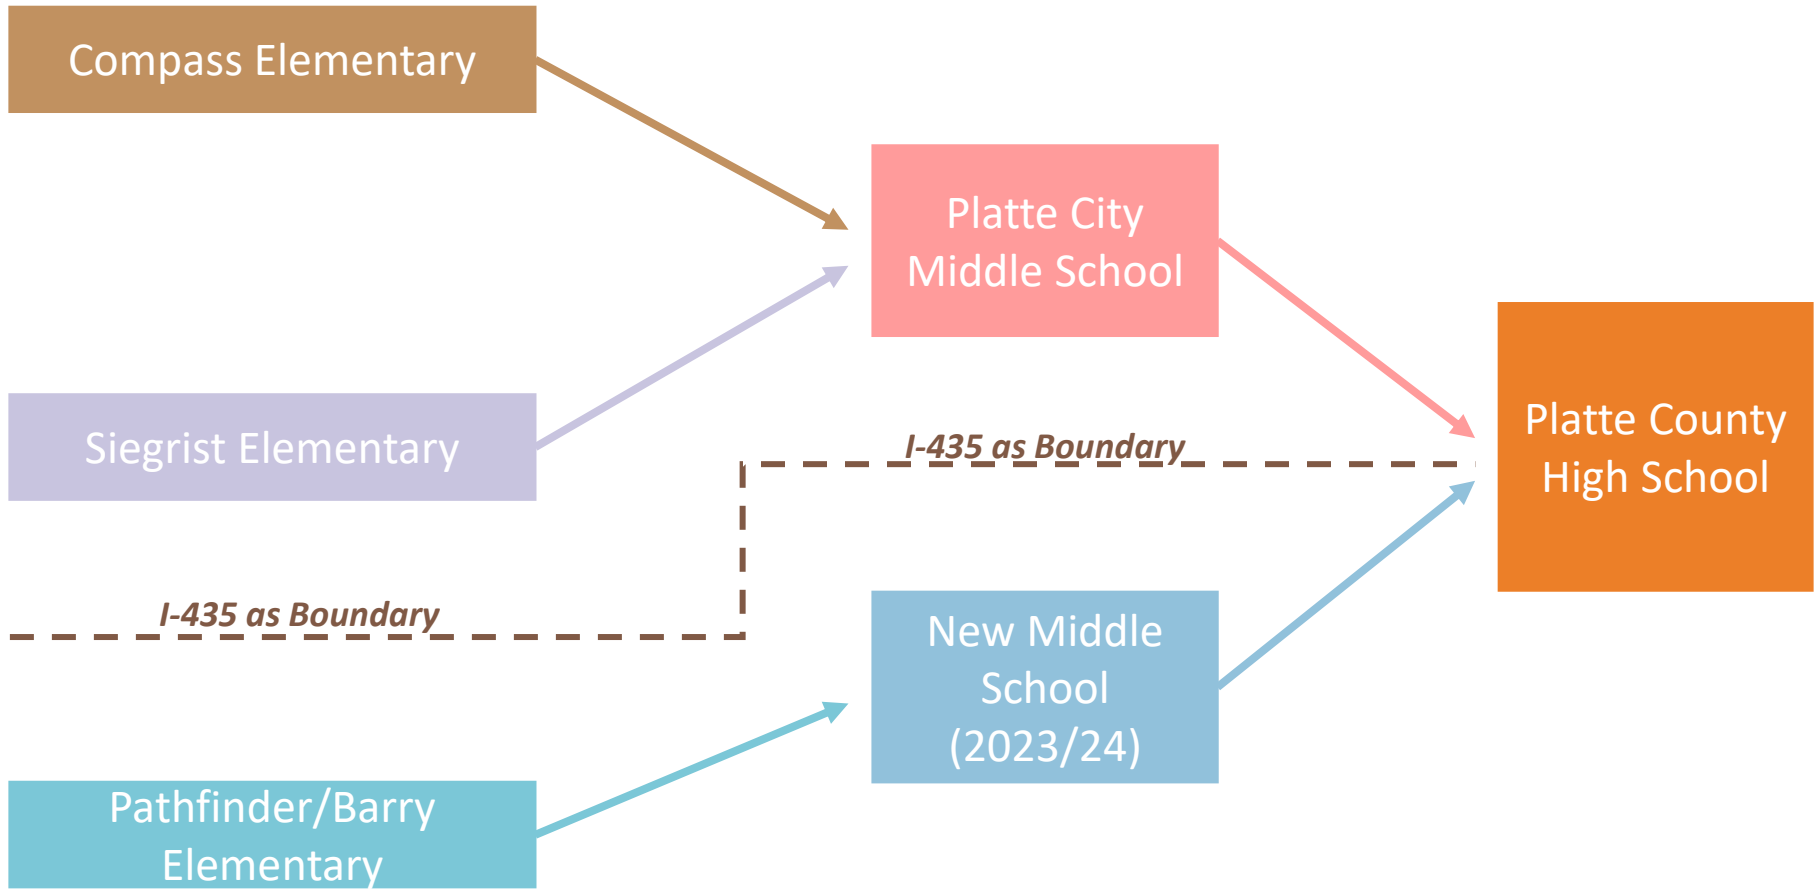 Compass Elementary
Platte City
Middle School
Siegrist Elementary
I-435 as Boundary
Platte County
High School
I-435 as Boundary
New Middle
School
(2023/24)
Pathfinder/Barry
Elementary